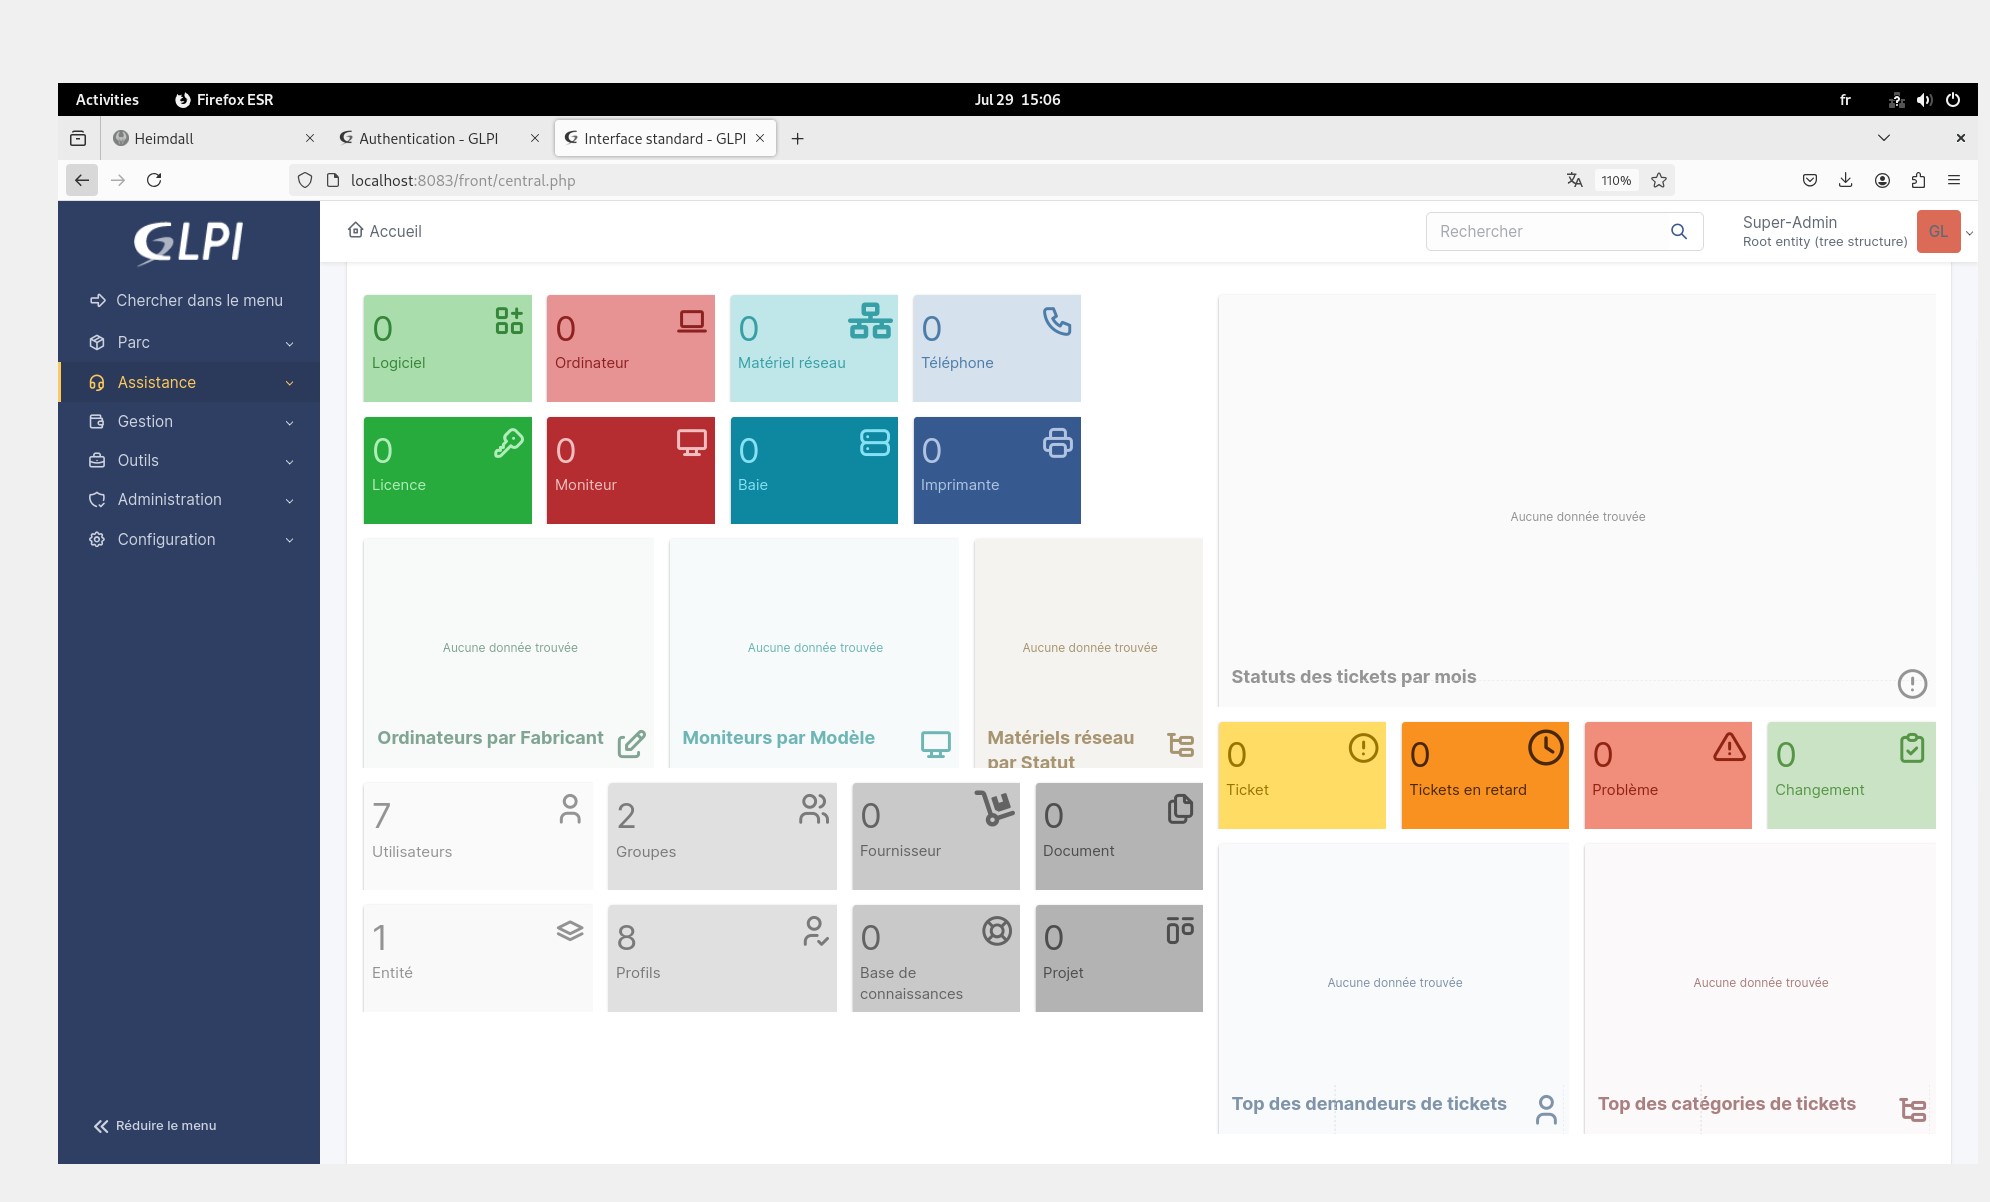 Activities Firefox ESR Jul 29 15:06 fr
Heimdall Authentication - GLPI Interface standard - GLPI
localhost:8083/front/central.php 110%
GLPI
Accueil
Rechercher
Super-Admin
Root entity (tree structure)
GL
Chercher dans le menu
Parc
Assistance
Gestion
Outils
Administration
Configuration
Réduire le menu
0
Logiciel
0
Ordinateur
0
Matériel réseau
0
Téléphone
0
Licence
0
Moniteur
0
Baie
0
Imprimante
Aucune donnée trouvée
Ordinateurs par Fabricant
Aucune donnée trouvée
Moniteurs par Modèle
Aucune donnée trouvée
Matériels réseau
par Statut
7
Utilisateurs
2
Groupes
0
Fournisseur
0
Document
1
Entité
8
Profils
0
Base de
connaissances
0
Projet
Aucune donnée trouvée
Statuts des tickets par mois
0
Ticket
0
Tickets en retard
0
Problème
0
Changement
Aucune donnée trouvée
Top des demandeurs de tickets
Aucune donnée trouvée
Top des catégories de tickets